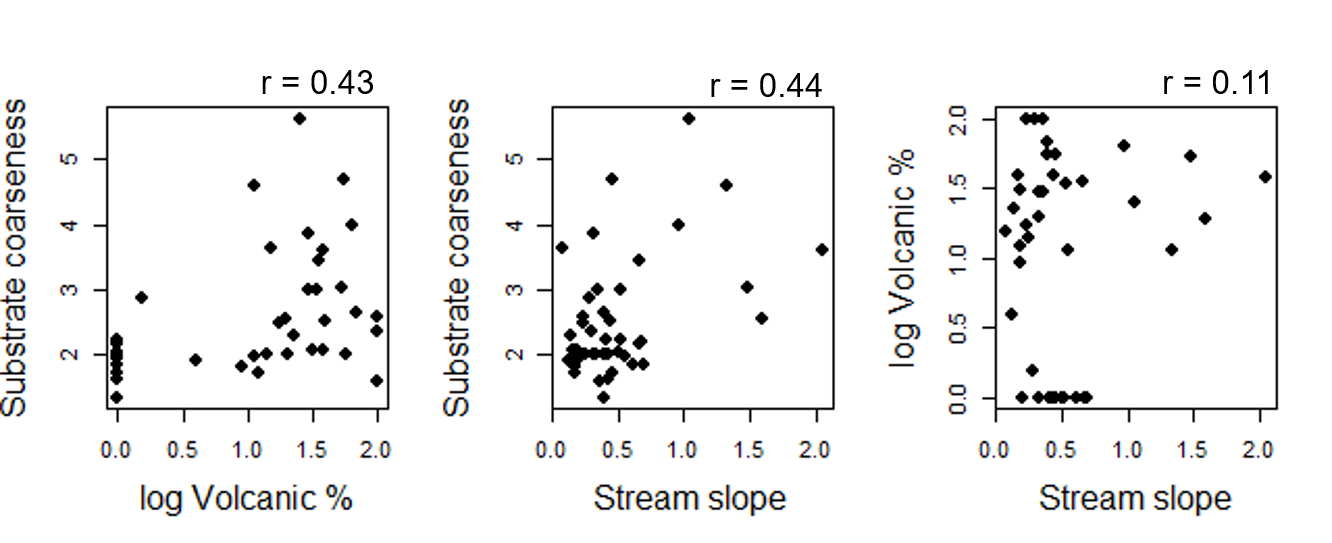 r = 0.43
Substrate coarseness
5
4
3
2
0.0 0.5 1.0 1.5 2.0
log Volcanic %
r = 0.44
Substrate coarseness
5
4
3
2
0.0 0.5 1.0 1.5 2.0
Stream slope
r = 0.11
log Volcanic %
2.0
1.5
1.0
0.5
0.0
0.0 0.5 1.0 1.5 2.0
Stream slope